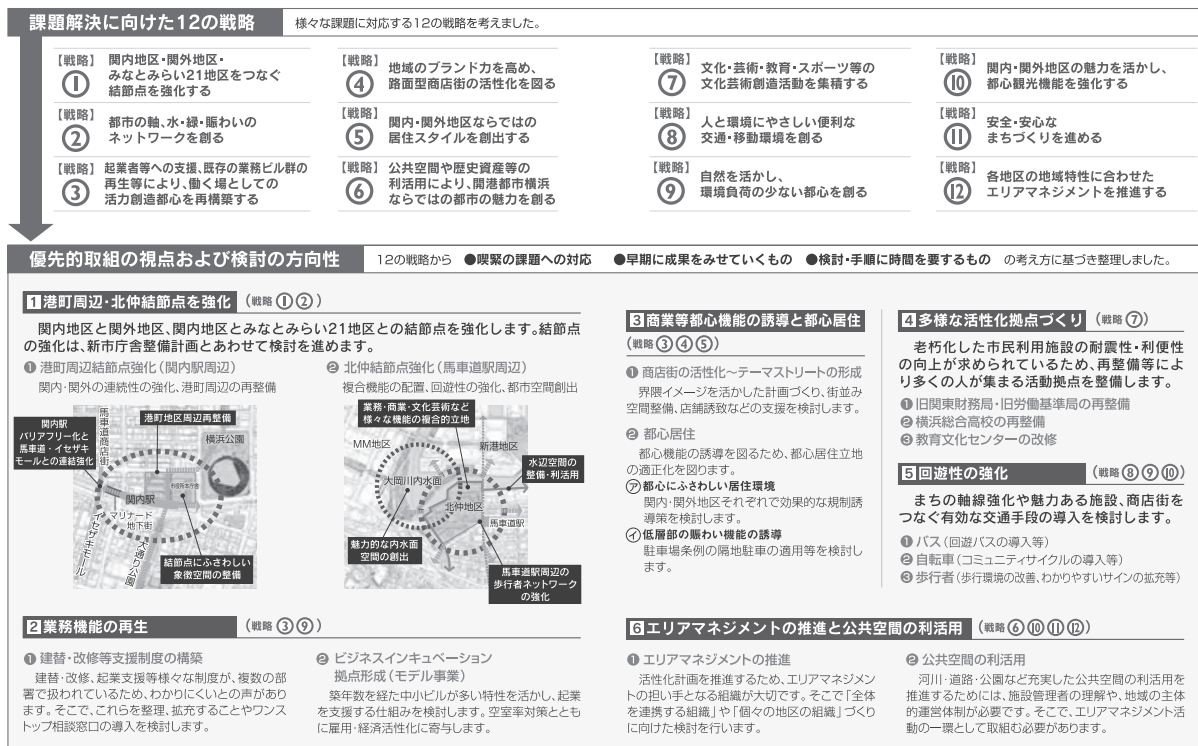 課題解決に向けた12の戦略
様々な課題に対応する12の戦略を考えました。
【戦略】
①
関内地区・関外地区・
みなとみらい21地区をつなぐ
結節点を強化する
【戦略】
②
都市の軸、水・緑・賑わいの
ネットワークを創る
【戦略】
③
起業者等への支援、既存の業務ビル群の
再生等により、働く場としての
活力創造都心を再構築する
【戦略】
④
地域のブランド力を高め、
路面型商店街の活性化を図る
【戦略】
⑤
関内・関外地区ならではの
居住スタイルを創出する
【戦略】
⑥
公共空間や歴史資産等の
利活用により、開港都市横浜
ならではの都市の魅力を創る
【戦略】
⑦
文化・芸術・教育・スポーツ等の
文化芸術創造活動を集積する
【戦略】
⑧
人と環境にやさしい便利な
交通・移動環境を創る
【戦略】
⑨
自然を活かし、
環境負荷の少ない都心を創る
【戦略】
⑩
関内・関外地区の魅力を活かし、
都心観光機能を強化する
【戦略】
⑪
安全・安心な
まちづくりを進める
【戦略】
⑫
各地区の地域特性に合わせた
エリアマネジメントを推進する
優先的取組の視点および検討の方向性
12の戦略から ●喫緊の課題への対応 ●早期に成果をみせていくもの ●検討・手順に時間を要するもの の考え方に基づき整理しました。
1 港町周辺・北仲結節点を強化 (戦略①②)
関内地区と関外地区、関内地区とみなとみらい21地区との結節点を強化します。結節点
の強化は、新市庁舎整備計画とあわせて検討を進めます。
❶ 港町周辺結節点強化(関内駅周辺)
関内・関外の連続性の強化、港町周辺の再整備
関内駅
バリアフリー化と
馬車道・イセザキ
モールとの連結強化
馬車道商店街
港町地区周辺再整備
横浜公園
市役所本庁舎
関内駅
マリナード
地下街
イセザキモール
大通り公園
結節点にふさわしい
象徴空間の整備
❷ 北仲結節点強化(馬車道駅周辺)
複合機能の配置、回遊性の強化、都市空間創出
業務・商業・文化芸術など
様々な機能の複合的立地
MM地区
新港地区
水辺空間の
整備・利活用
大岡川内水面
北仲地区
馬車道駅
魅力的な内水面
空間の創出
馬車道駅周辺の
歩行者ネットワーク
の強化
2 業務機能の再生 (戦略③⑨)
❶ 建替・改修等支援制度の構築
建替・改修、起業支援等様々な制度が、複数の部
署で扱われているため、わかりにくいとの声があり
ます。そこで、これらを整理、拡充することやワンス
トップ相談窓口の導入を検討します。
❷ ビジネスインキュベーション
拠点形成(モデル事業)
築年数を経た中小ビルが多い特性を活かし、起業
を支援する仕組みを検討します。空室率対策ととも
に雇用・経済活性化に寄与します。
3 商業等都心機能の誘導と都心居住
(戦略③④⑤)
❶ 商店街の活性化~テーマストリートの形成
界隈イメージを活かした計画づくり、街並み
空間整備、店舗誘致などの支援を検討します。
❷ 都心居住
都心機能の誘導を図るため、都心居住立地
の適正化を図ります。
㋐都心にふさわしい居住環境
関内・関外地区それぞれで効果的な規制誘
導策を検討します。
㋑低層部の賑わい機能の誘導
駐車場条例の隔地駐車の適用等を検討し
ます。
4 多様な活性化拠点づくり (戦略⑦)
老朽化した市民利用施設の耐震性・利便性
の向上が求められているため、再整備等によ
り多くの人が集まる活動拠点を整備します。
❶ 旧関東財務局・旧労働基準局の再整備
❷ 横浜総合高校の再整備
❸ 教育文化センターの改修
5 回遊性の強化 (戦略⑧⑨⑩)
まちの軸線強化や魅力ある施設、商店街を
つなぐ有効な交通手段の導入を検討します。
❶ バス(回遊バスの導入等)
❷ 自転車(コミュニティサイクルの導入等)
❸ 歩行者(歩行環境の改善、わかりやすいサインの拡充等)
6 エリアマネジメントの推進と公共空間の利活用 (戦略⑥⑩⑪⑫)
❶ エリアマネジメントの推進
活性化計画を推進するため、エリアマネジメン
トの担い手となる組織が大切です。そこで「全体
を連携する組織」や「個々の地区の組織」づくり
に向けた検討を行います。
❷ 公共空間の利活用
河川・道路・公園など充実した公共空間の利活用を
推進するためには、施設管理者の理解や、地域の主体
的運営体制が必要です。そこで、エリアマネジメント活
動の一環として取組む必要があります。